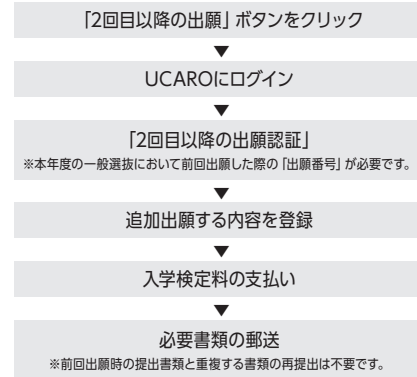 「2回目以降の出願」ボタンをクリック
▼
UCAROにログイン
▼
「2回目以降の出願認証」
※本年度の一般選抜において前回出願した際の「出願番号」が必要です。
▼
追加出願する内容を登録
▼
入学検定料の支払い
▼
必要書類の郵送
※前回出願時の提出書類と重複する書類の再提出は不要です。